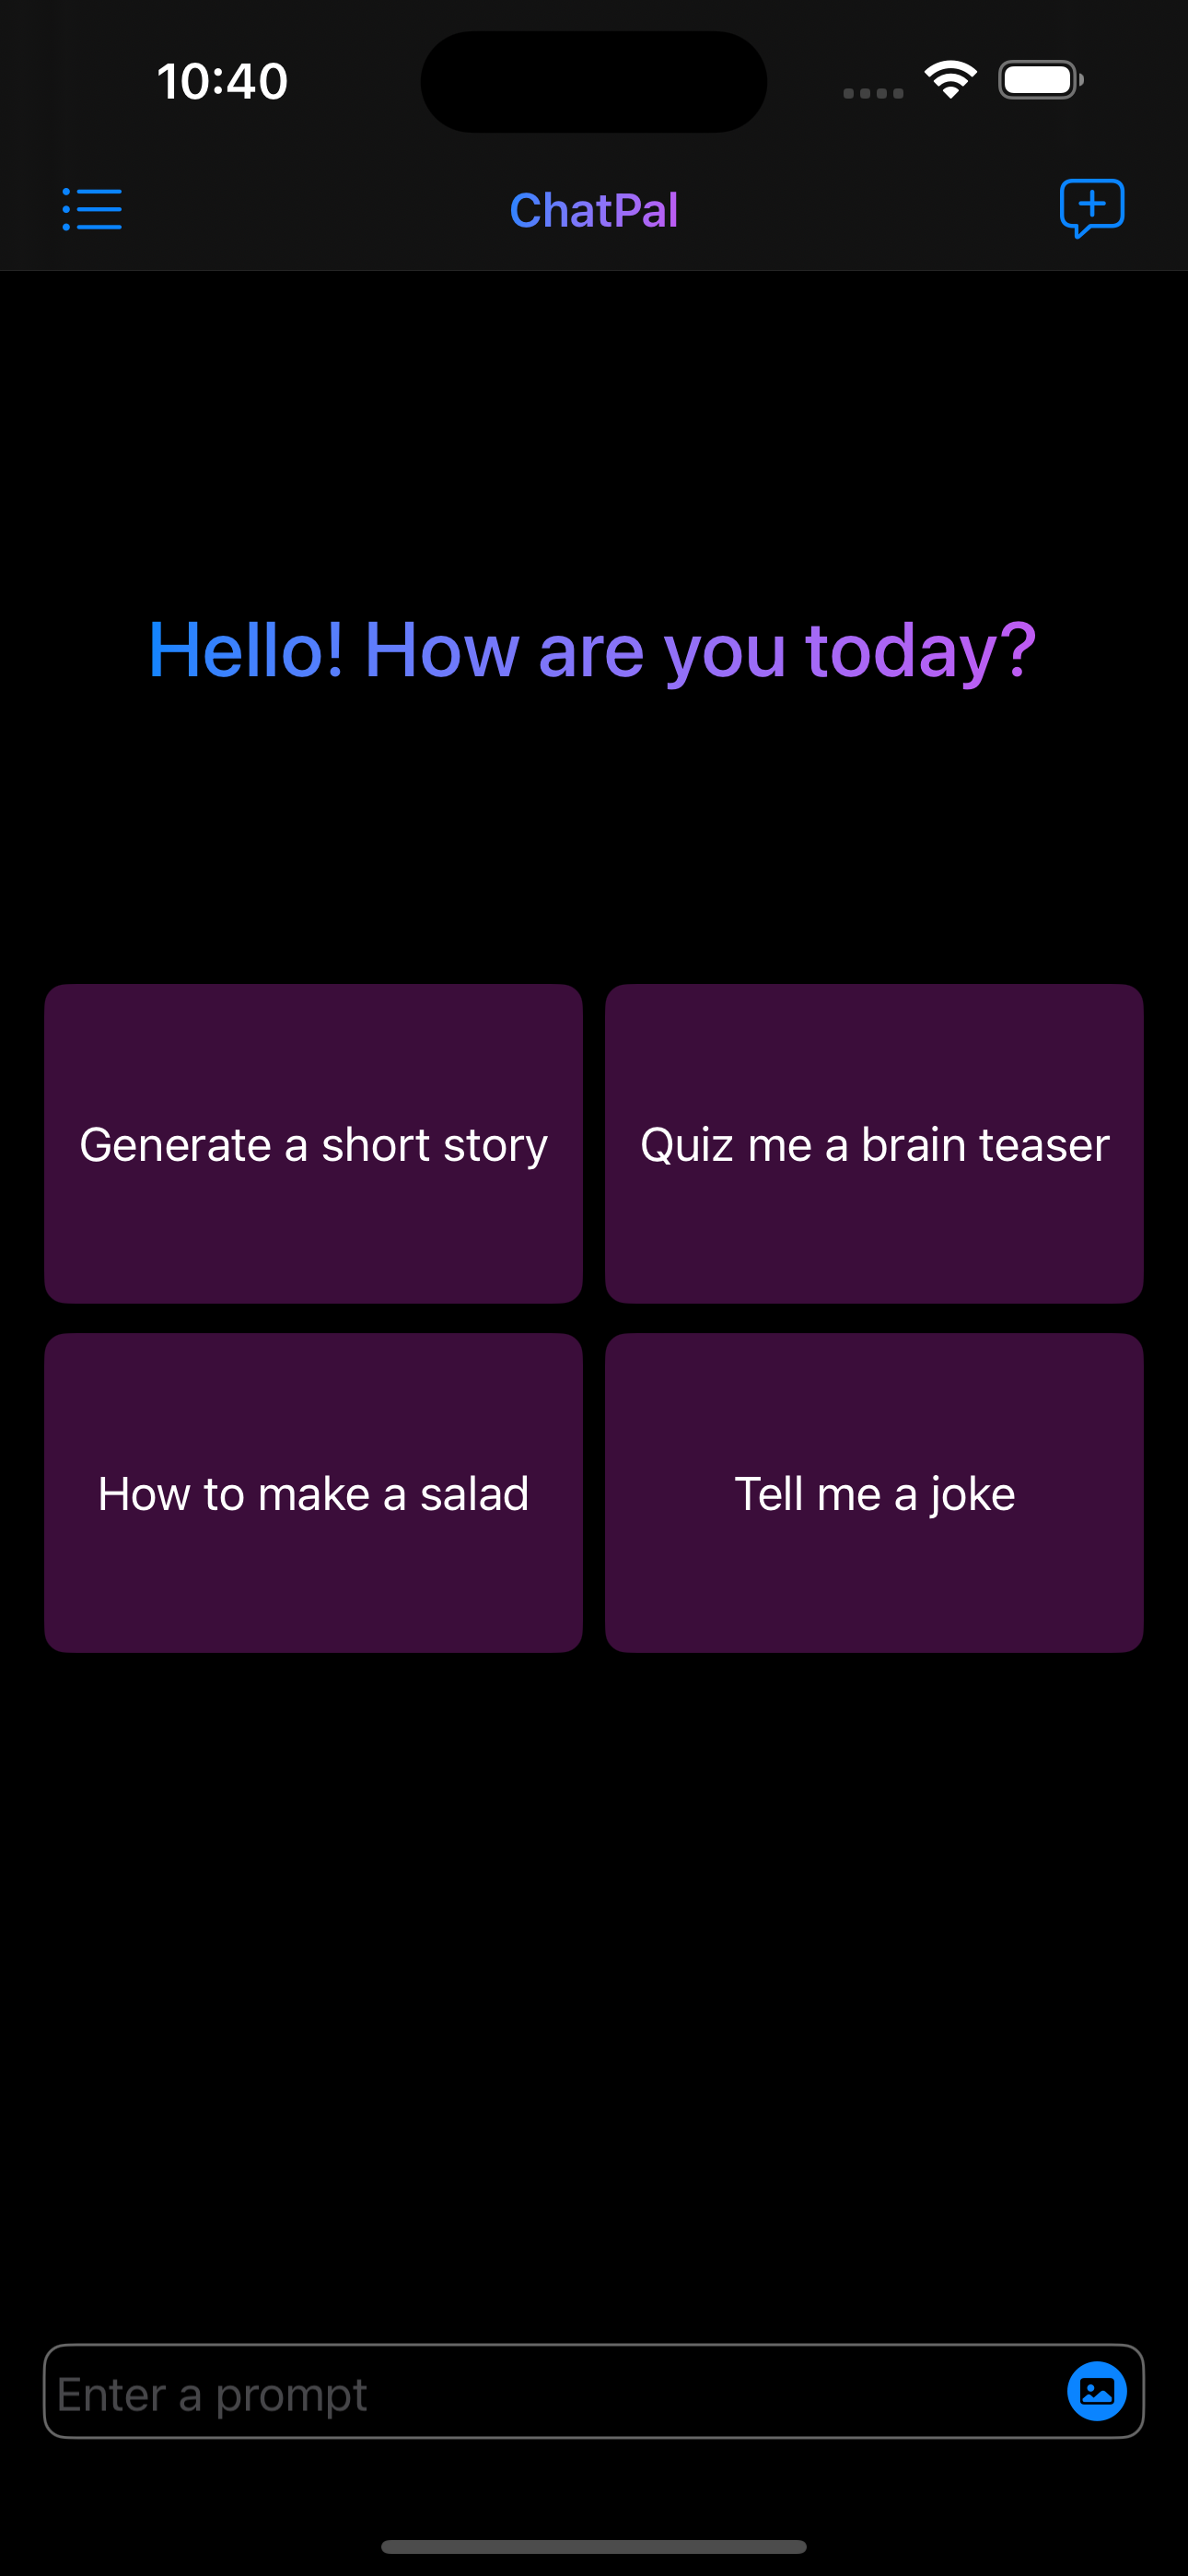 10:40
ChatPal
Hello! How are you today?
Generate a short story
Quiz me a brain teaser
How to make a salad
Tell me a joke
Enter a prompt